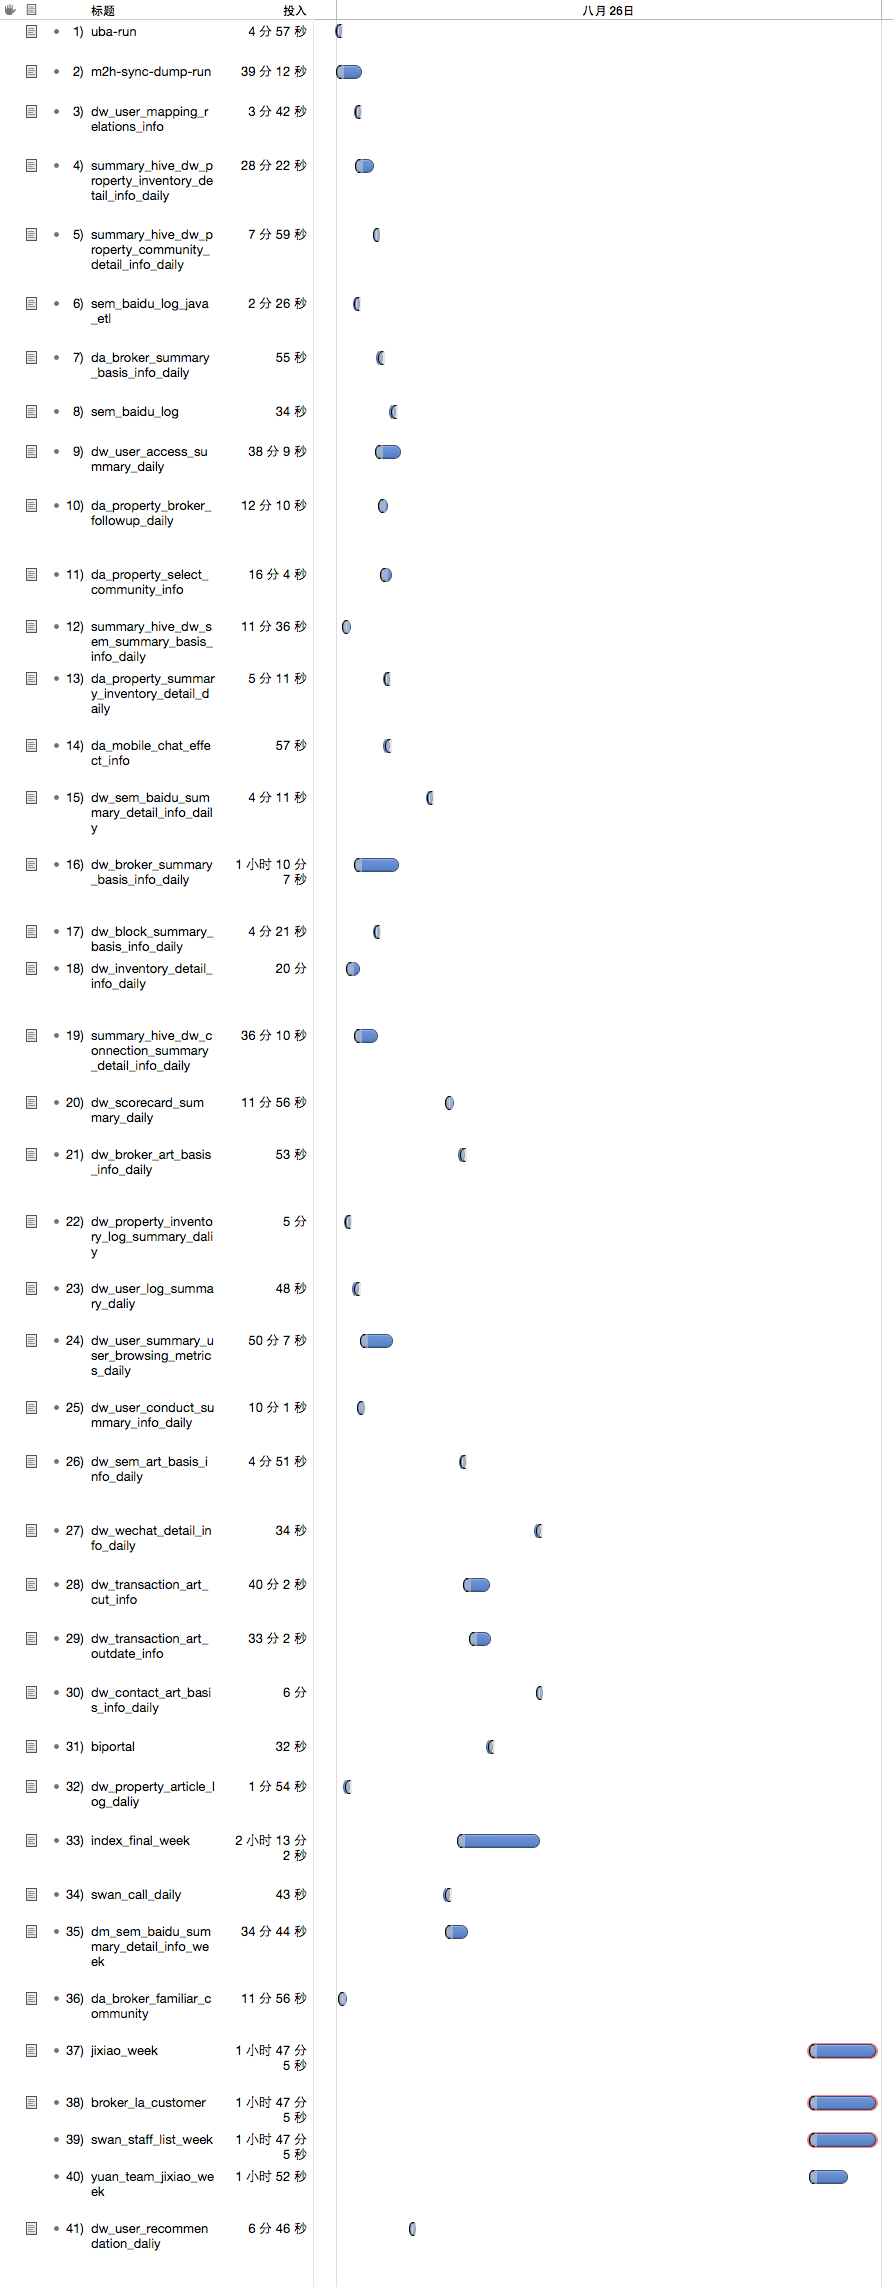 标题 投入 八月 26日
1) uba-run 4 分 57 秒
2) m2h-sync-dump-run 39 分 12 秒
3) dw_user_mapping_r 3 分 42 秒
elations_info
4) summary_hive_dw_p 28 分 22 秒
roperty_inventory_de
tail_info_daily
5) summary_hive_dw_p 7 分 59 秒
roperty_community_
detail_info_daily
6) sem_baidu_log_java 2 分 26 秒
_etl
7) da_broker_summary 55 秒
_basis_info_daily
8) sem_baidu_log 34 秒
9) dw_user_access_su 38 分 9 秒
mmary_daily
10) da_property_broker_ 12 分 10 秒
followup_daily
11) da_property_select_ 16 分 4 秒
community_info
12) summary_hive_dw_s 11 分 36 秒
em_summary_basis_
info_daily
13) da_property_summar 5 分 11 秒
y_inventory_detail_d
aily
14) da_mobile_chat_effe 57 秒
ct_info
15) dw_sem_baidu_sum 4 分 11 秒
mary_detail_info_dail
y
16) dw_broker_summary 1 小时 10 分
_basis_info_daily 7 秒
17) dw_block_summary_ 4 分 21 秒
basis_info_daily
18) dw_inventory_detail_ 20 分
info_daily
19) summary_hive_dw_c 36 分 10 秒
onnection_summary
_detail_info_daily
20) dw_scorecard_sum 11 分 56 秒
mary_daily
21) dw_broker_art_basis 53 秒
_info_daily
22) dw_property_invento 5 分
ry_log_summary_dali
y
23) dw_user_log_summa 48 秒
ry_daliy
24) dw_user_summary_u 50 分 7 秒
ser_browsing_metric
s_daily
25) dw_user_conduct_su 10 分 1 秒
mmary_info_daily
26) dw_sem_art_basis_i 4 分 51 秒
nfo_daily
27) dw_wechat_detail_in 34 秒
fo_daily
28) dw_transaction_art_ 40 分 2 秒
cut_info
29) dw_transaction_art_ 33 分 2 秒
outdate_info
30) dw_contact_art_basi 6 分
s_info_daily
31) biportal 32 秒
32) dw_property_article_l 1 分 54 秒
og_daliy
33) index_final_week 2 小时 13 分
2 秒
34) swan_call_daily 43 秒
35) dm_sem_baidu_sum 34 分 44 秒
mary_detail_info_we
ek
36) da_broker_familiar_c 11 分 56 秒
ommunity
37) jixiao_week 1 小时 47 分
5 秒
38) broker_la_customer 1 小时 47 分
5 秒
39) swan_staff_list_week 1 小时 47 分
5 秒
40) yuan_team_jixiao_we 1 小时 52 秒
ek
41) dw_user_recommen 6 分 46 秒
dation_daliy